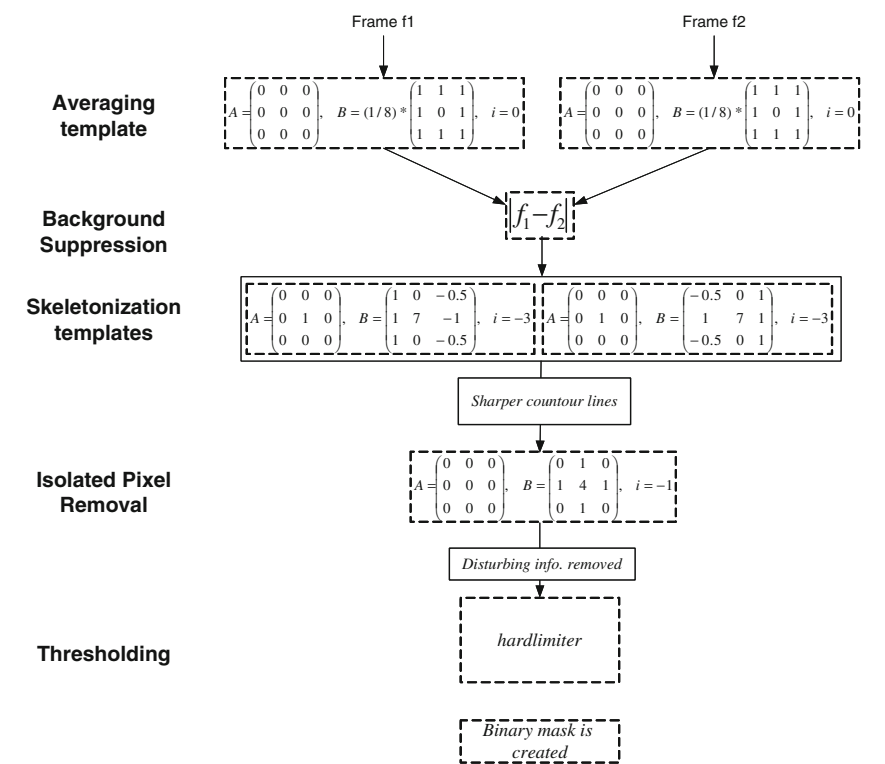 Frame f1 Frame f2
Averaging template
A = (0 0 0; 0 0 0; 0 0 0), B = (1/8) * (1 1 1; 1 0 1; 1 1 1), i = 0
A = (0 0 0; 0 0 0; 0 0 0), B = (1/8) * (1 1 1; 1 0 1; 1 1 1), i = 0
Background
Suppression
|f₁−f₂|
Skeletonization
templates
A = (0 0 0; 0 1 0; 0 0 0), B = (1 0 −0.5; 1 7 −1; 1 0 −0.5), i = −3
A = (0 0 0; 0 1 0; 0 0 0), B = (−0.5 0 1; 1 7 1; −0.5 0 1), i = −3
Sharper countour lines
Isolated Pixel
Removal
A = (0 0 0; 0 0 0; 0 0 0), B = (0 1 0; 1 4 1; 0 1 0), i = −1
Disturbing info. removed
Thresholding
hardlimiter
Binary mask is
created